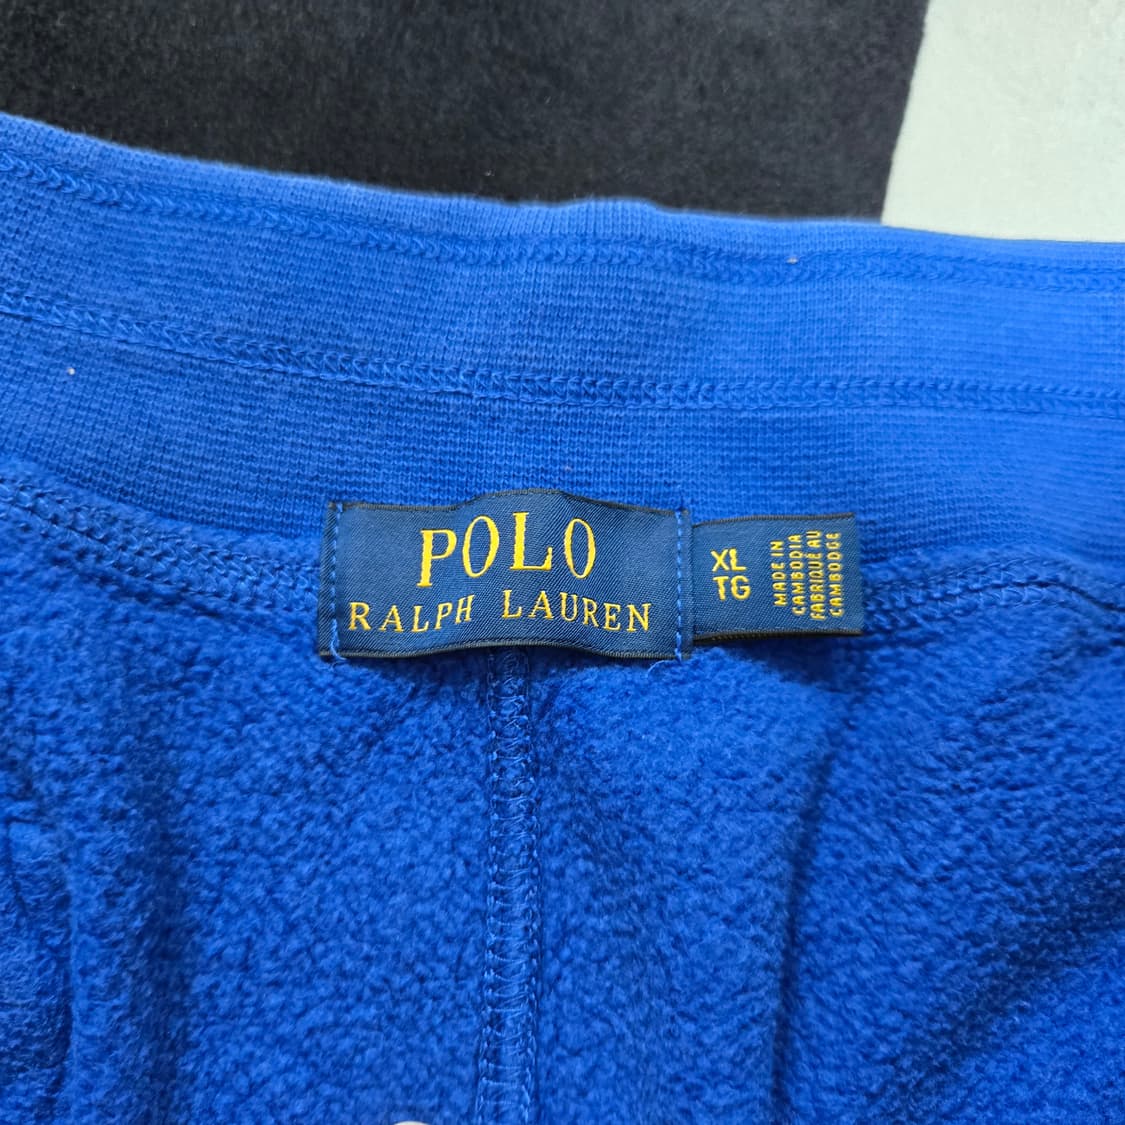 POLO
RALPH LAUREN
XL
TG
MADE IN
CAMBODIA
FABRIQUÉ AU
CAMBODGE